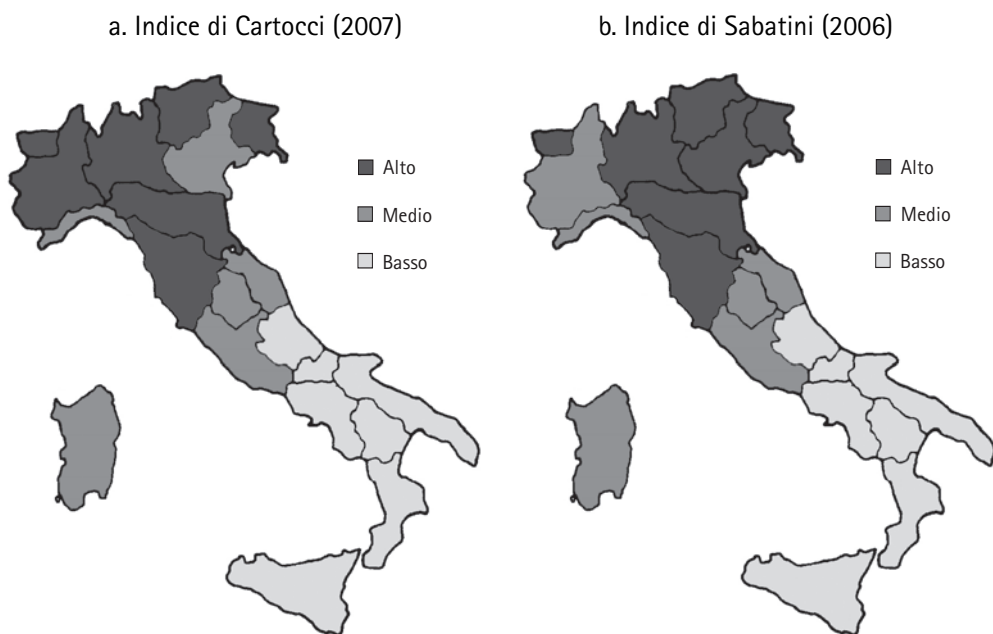 a. Indice di Cartocci (2007)
Alto
Medio
Basso
b. Indice di Sabatini (2006)
Alto
Medio
Basso